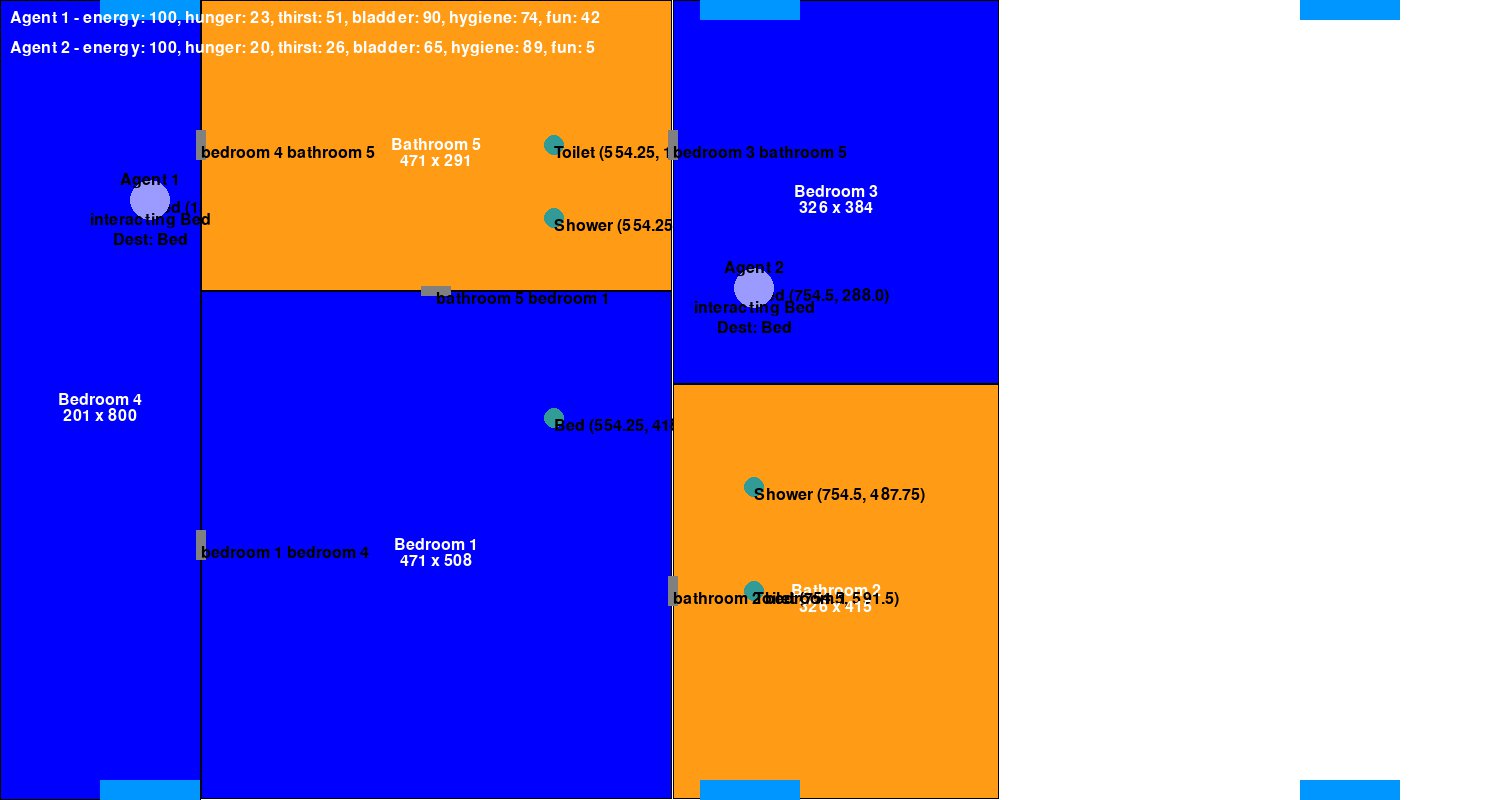 Agent 1 - energy: 100, hunger: 23, thirst: 51, bladder: 90, hygiene: 74, fun: 42
Agent 2 - energy: 100, hunger: 20, thirst: 26, bladder: 65, hygiene: 89, fun: 5
Bathroom 5
471 x 291
bedroom 4 bathroom 5
Toilet (554.25, 1
bedroom 3 bathroom 5
Agent 1
interacting Bed
Dest: Bed
Bedroom 3
326 x 384
Shower (554.25
Agent 2
d (754.5, 288.0)
interacting Bed
Dest: Bed
bathroom 5 bedroom 1
Bedroom 4
201 x 800
Bed (554.25, 418
Shower (754.5, 487.75)
Bedroom 1
471 x 508
bedroom 1 bedroom 4
Bathroom 2
326 x 415
bathroom 2 bedroom 1
Toilet (754.5, 591.5)